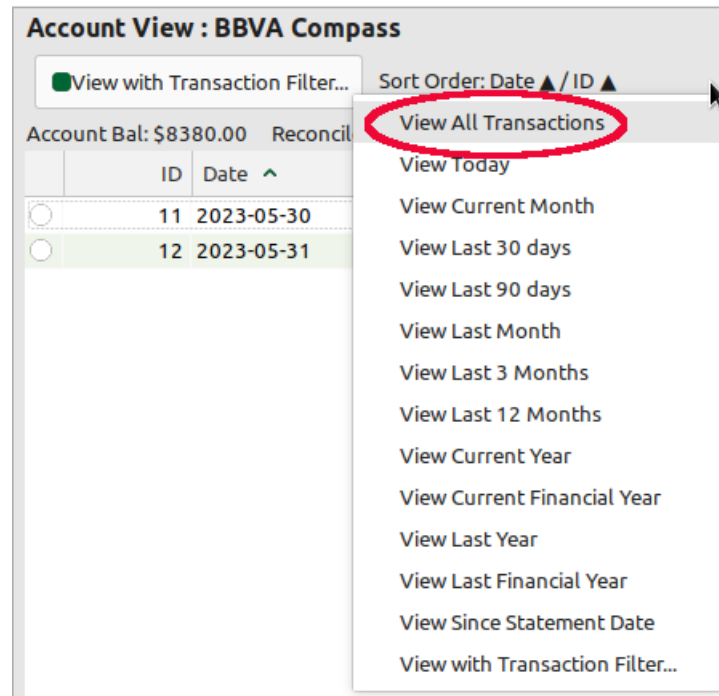 Account View : BBVA Compass
View with Transaction Filter... Sort Order: Date ▲ / ID ▲
Account Bal: $8380.00 Reconcil
ID Date
11 2023-05-30
12 2023-05-31
View All Transactions
View Today
View Current Month
View Last 30 days
View Last 90 days
View Last Month
View Last 3 Months
View Last 12 Months
View Current Year
View Current Financial Year
View Last Year
View Last Financial Year
View Since Statement Date
View with Transaction Filter...